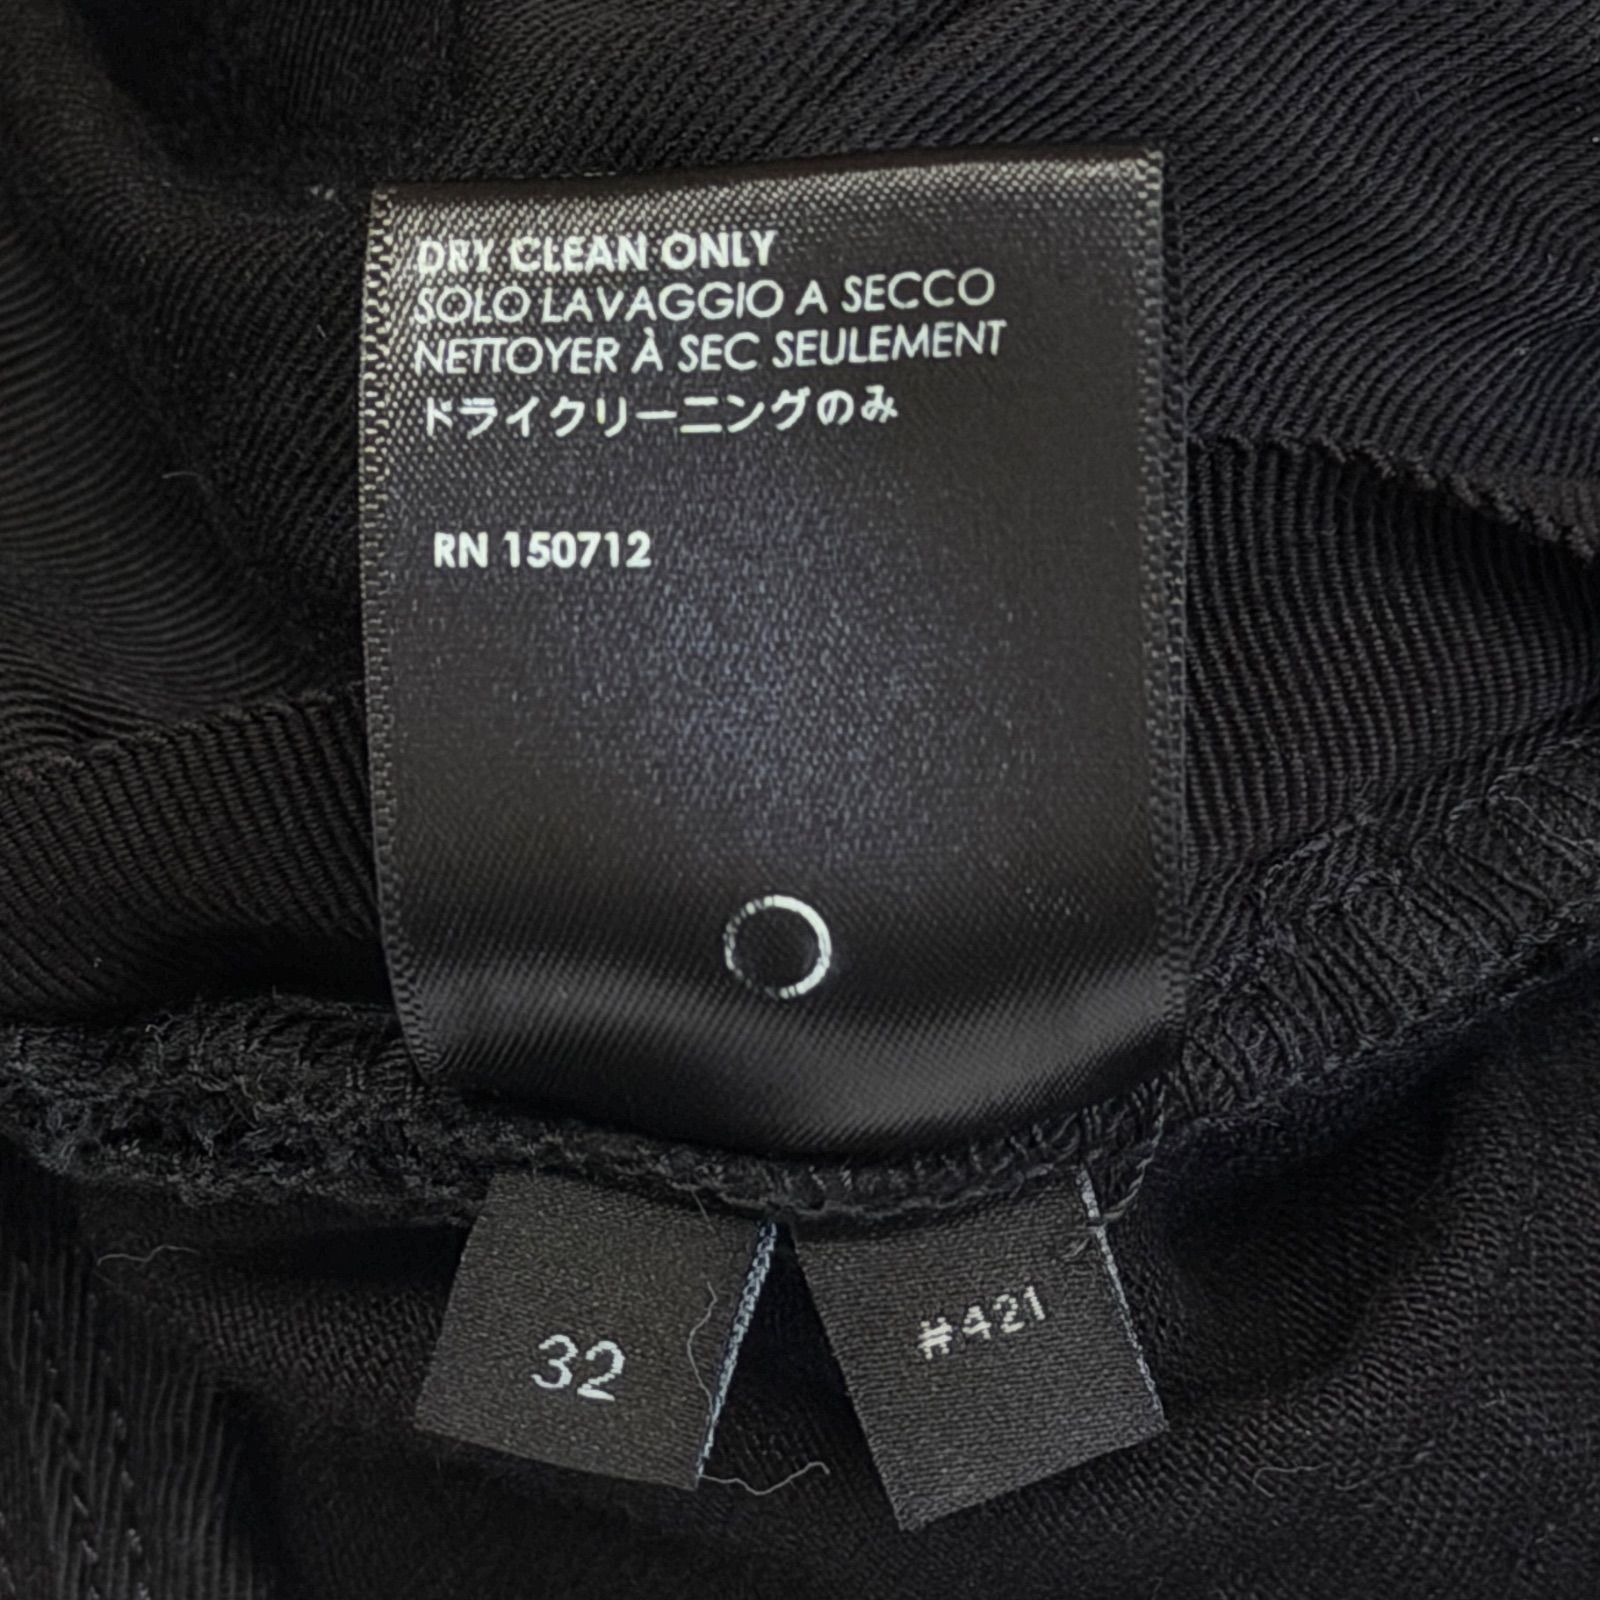 DRY CLEAN ONLY
SOLO LAVAGGIO A SECCO
NETTOYER À SEC SEULEMENT
ドライクリーニングのみ
RN 150712
32
#421